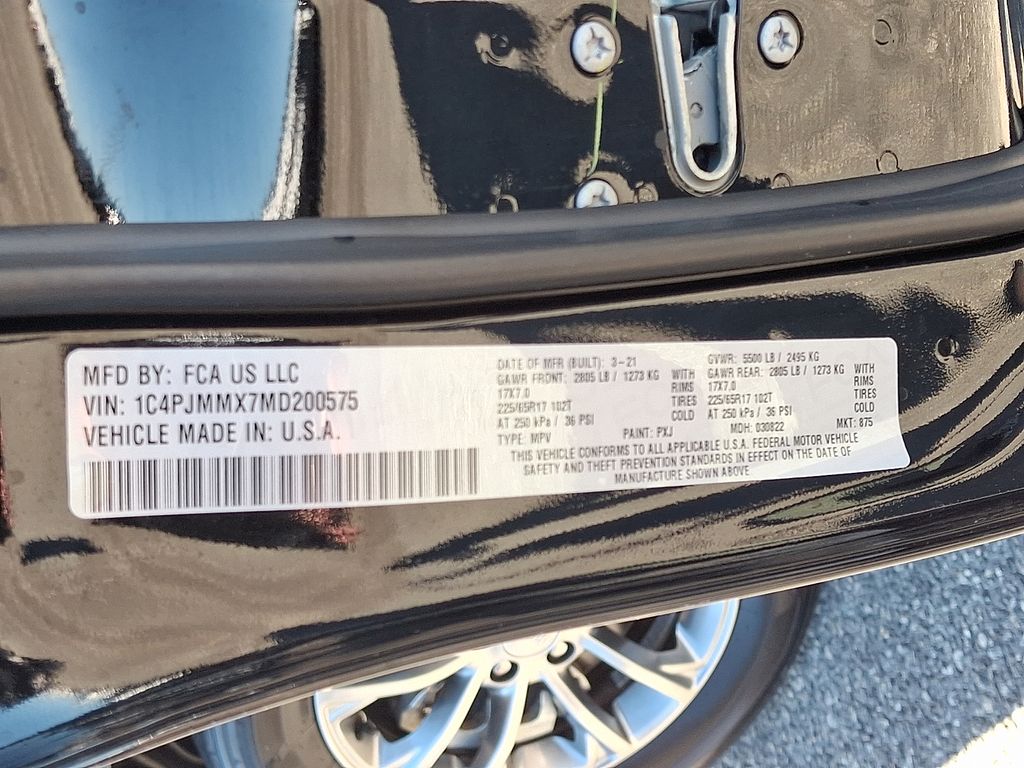 MFD BY: FCA US LLC
VIN: 1C4PJMMX7MD200575
VEHICLE MADE IN: U.S.A.
DATE OF MFR (BUILT): 3-21
GAWR FRONT: 2805 LB / 1273 KG WITH
17X7.0 RIMS
225/65R17 102T TIRES
AT 250 kPa / 36 PSI COLD
TYPE: MPV PAINT: PXJ
GVWR: 5500 LB / 2495 KG
GAWR REAR: 2805 LB / 1273 KG WITH
17X7.0 RIMS
225/65R17 102T TIRES
AT 250 kPa / 36 PSI COLD
MDH: 030822 MKT: 875
THIS VEHICLE CONFORMS TO ALL APPLICABLE U.S.A. FEDERAL MOTOR VEHICLE
SAFETY AND THEFT PREVENTION STANDARDS IN EFFECT ON THE DATE OF
MANUFACTURE SHOWN ABOVE